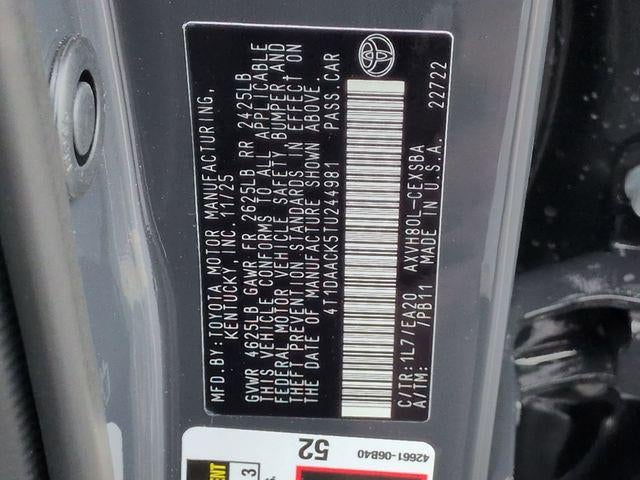 MFD.BY:TOYOTA MOTOR MANUFACTURING,
KENTUCKY, INC. 11/25
GVWR 4625LB GAWR FR 2625LB RR 2425LB
THIS VEHICLE CONFORMS TO ALL APPLICABLE
FEDERAL MOTOR VEHICLE SAFETY BUMPER,AND
THEFT PREVENTION STANDARDS IN EFFECT ON
THE DATE OF MANUFACTURE SHOWN ABOVE.
4T1DAACK5TU244981 PASS.CAR
C/TR:1L7/EA20 AXVH80L-CEXSBA
A/TM: 7PB11 MADE IN U.S.A. 22722
42661-06B40
52
3